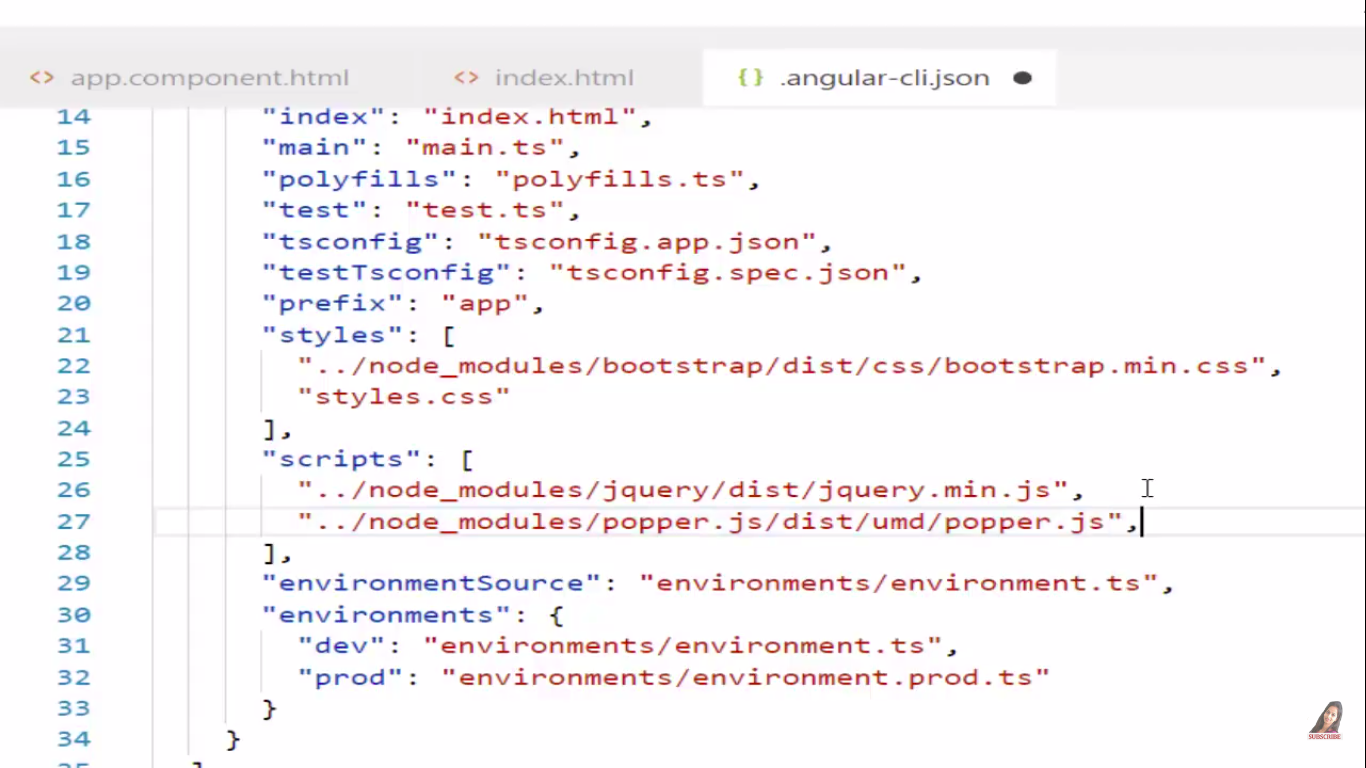 <> app.component.html <> index.html {} .angular-cli.json ●
14 "index": "index.html",
15 "main": "main.ts",
16 "polyfills": "polyfills.ts",
17 "test": "test.ts",
18 "tsconfig": "tsconfig.app.json",
19 "testTsconfig": "tsconfig.spec.json",
20 "prefix": "app",
21 "styles": [
22 "../node_modules/bootstrap/dist/css/bootstrap.min.css",
23 "styles.css"
24 ],
25 "scripts": [
26 "../node_modules/jquery/dist/jquery.min.js",
27 "../node_modules/popper.js/dist/umd/popper.js",
28 ],
29 "environmentSource": "environments/environment.ts",
30 "environments": {
31 "dev": "environments/environment.ts",
32 "prod": "environments/environment.prod.ts"
33 }
34 }
SUBSCRIBE